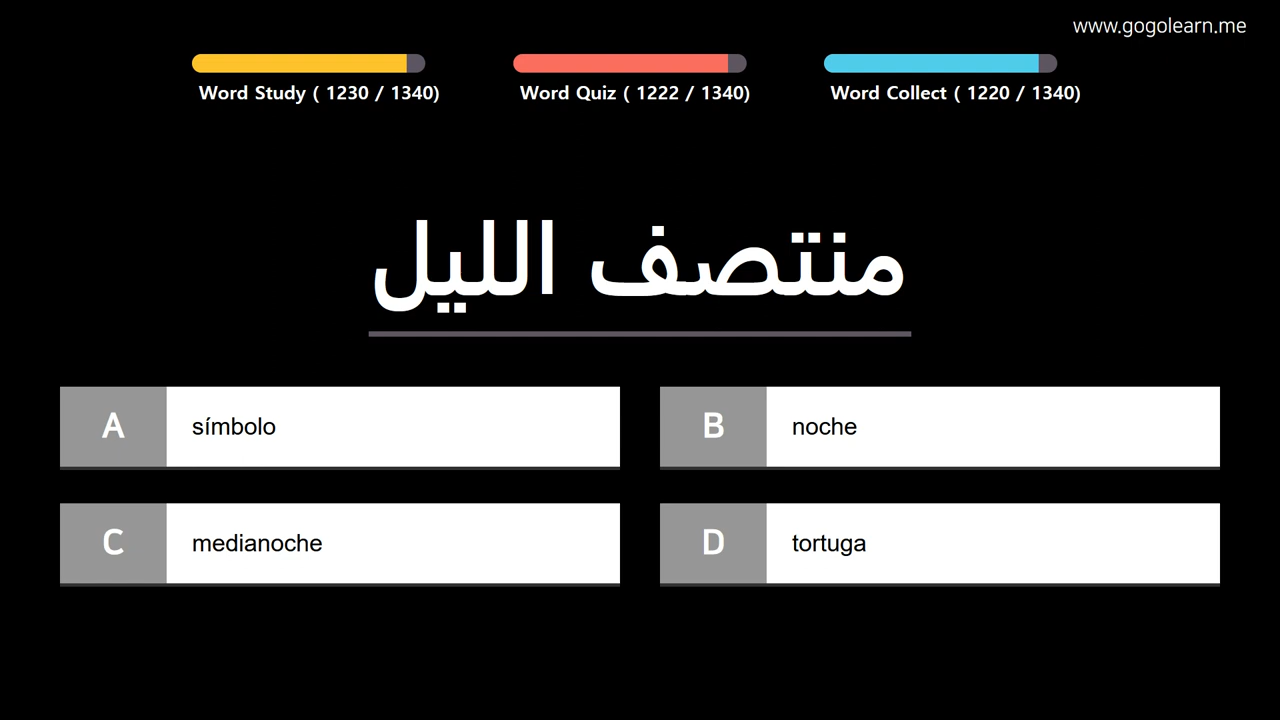 www.gogolearn.me
Word Study ( 1230 / 1340)
Word Quiz ( 1222 / 1340)
Word Collect ( 1220 / 1340)
منتصف الليل
A símbolo
B noche
C medianoche
D tortuga